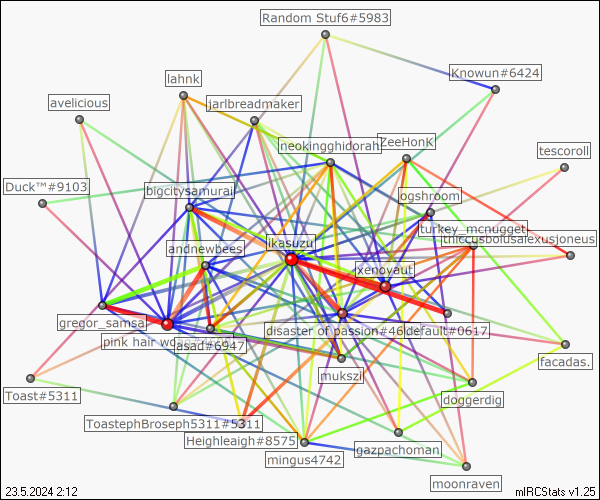 Random Stuf6#5983
Knowun#6424
lahnk
avelicious
jarlbreadmaker
neokingghidorah
ZeeHonK
tescoroll
Duck™#9103
bigcitysamurai
ogshroom
turkey_mcnugget
thiccusbolusalexusjoneus
ikasuzu
andnewbees
xenoyaut
gregor_samsa
disaster of passion#46
default#0617
pink hair wo
asad#6947
mukszil
facadas.
Toast#5311
doggerdig
ToastephBroseph5311#5311
Heighleaigh#8575
mingus4742
gazpachoman
moonraven
23.5.2024 2:12
mIRCStats v1.25